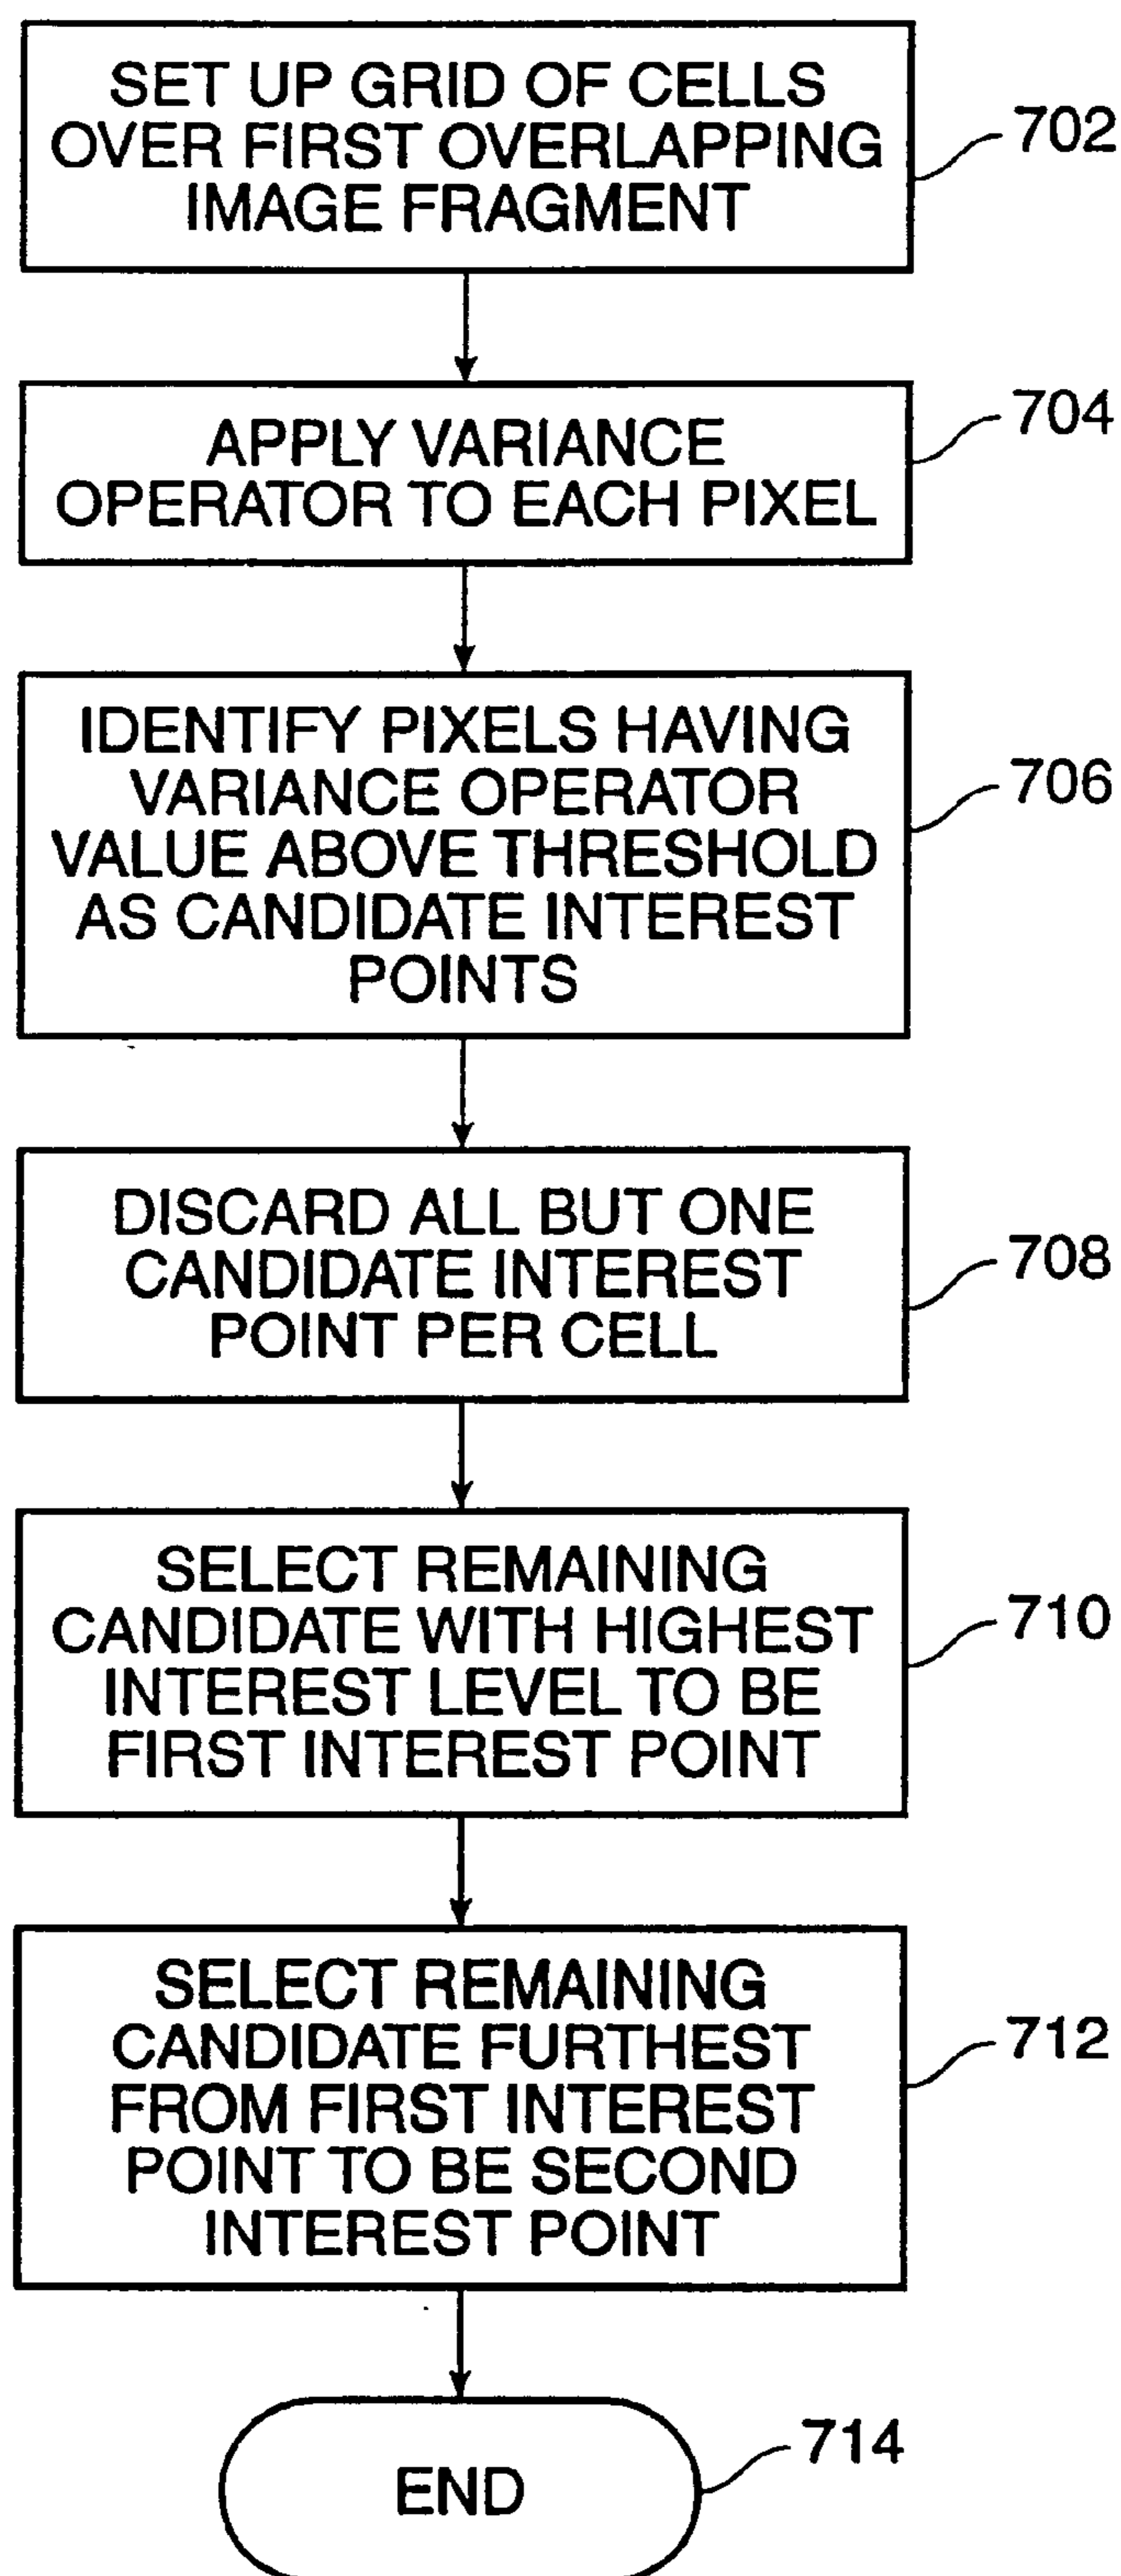 SET UP GRID OF CELLS
OVER FIRST OVERLAPPING
IMAGE FRAGMENT
702
APPLY VARIANCE
OPERATOR TO EACH PIXEL
704
IDENTIFY PIXELS HAVING
VARIANCE OPERATOR
VALUE ABOVE THRESHOLD
AS CANDIDATE INTEREST
POINTS
706
DISCARD ALL BUT ONE
CANDIDATE INTEREST
POINT PER CELL
708
SELECT REMAINING
CANDIDATE WITH HIGHEST
INTEREST LEVEL TO BE
FIRST INTEREST POINT
710
SELECT REMAINING
CANDIDATE FURTHEST
FROM FIRST INTEREST
POINT TO BE SECOND
INTEREST POINT
712
END
714